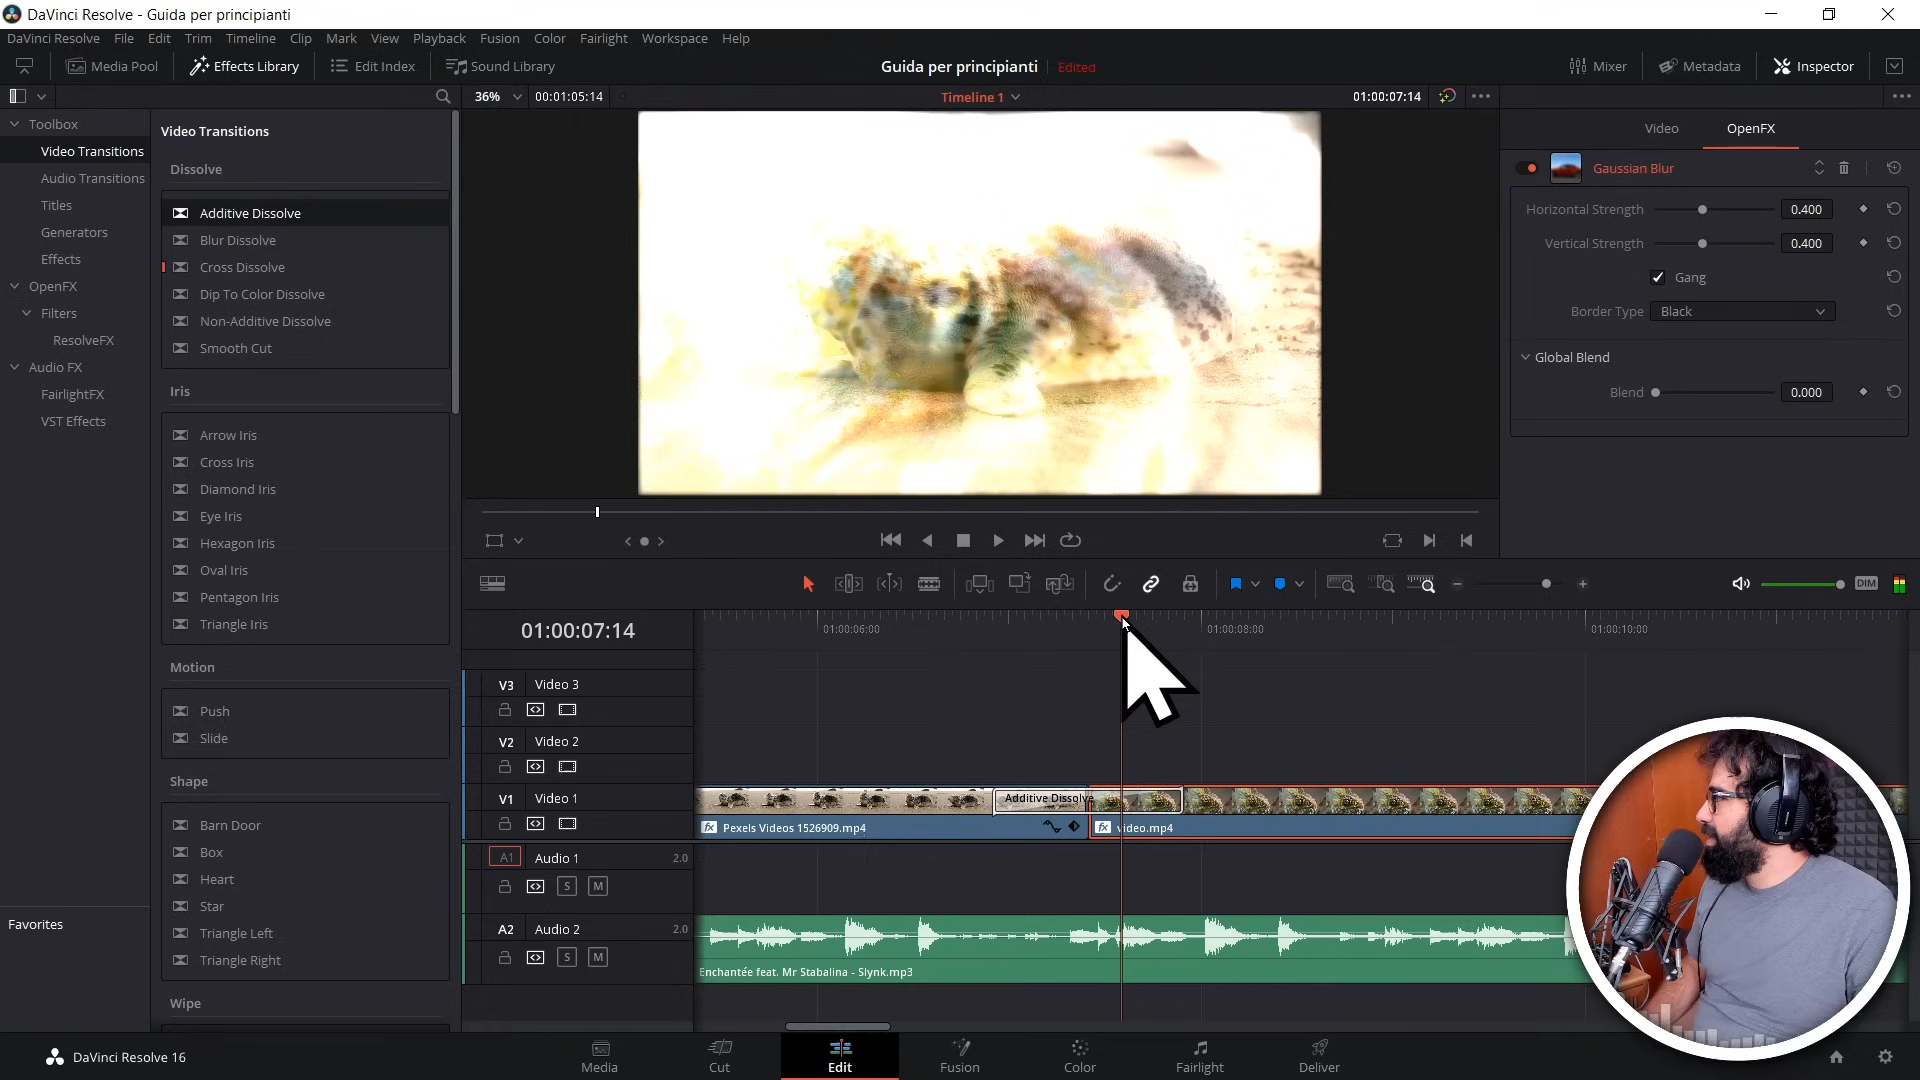 DaVinci Resolve - Guida per principianti
DaVinci Resolve File Edit Trim Timeline Clip Mark View Playback Fusion Color Fairlight Workspace Help
Media Pool Effects Library Edit Index Sound Library Guida per principianti Edited Mixer Metadata Inspector
36% 00:01:05:14 Timeline 1 01:00:07:14
Toolbox
Video Transitions
Audio Transitions
Titles
Generators
Effects
OpenFX
Filters
ResolveFX
Audio FX
FairlightFX
VST Effects
Favorites
Video Transitions
Dissolve
Additive Dissolve
Blur Dissolve
Cross Dissolve
Dip To Color Dissolve
Non-Additive Dissolve
Smooth Cut
Iris
Arrow Iris
Cross Iris
Diamond Iris
Eye Iris
Hexagon Iris
Oval Iris
Pentagon Iris
Triangle Iris
Motion
Push
Slide
Shape
Barn Door
Box
Heart
Star
Triangle Left
Triangle Right
Wipe
Video OpenFX
Gaussian Blur
Horizontal Strength 0.400
Vertical Strength 0.400
Gang
Border Type Black
Global Blend
Blend 0.000
DIM
01:00:07:14
01:00:06:00 01:00:08:00 01:00:10:00
V3 Video 3
V2 Video 2
V1 Video 1
Additive Dissolve
fx Pexels Videos 1526909.mp4 fx video.mp4
A1 Audio 1 2.0
S M
A2 Audio 2 2.0
S M
Enchantée feat. Mr Stabalina - Slynk.mp3
DaVinci Resolve 16
Media Cut Edit Fusion Color Fairlight Deliver